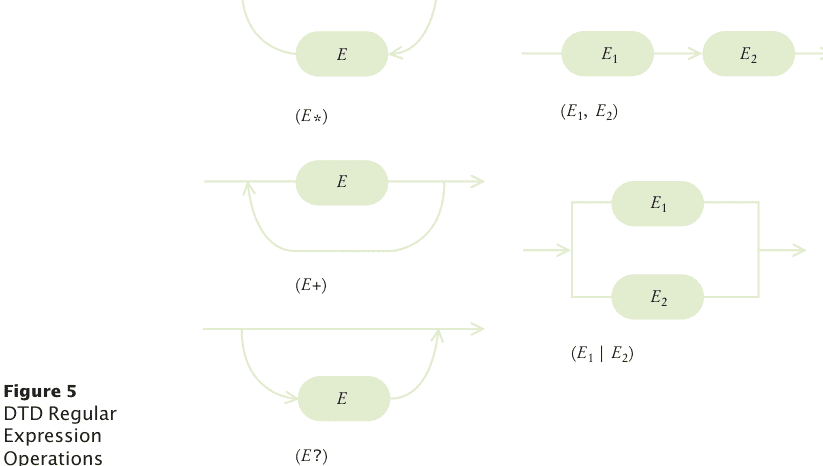 E
E₁
E₂
(E*)
(E₁, E₂)
E
E₁
(E+)
E₂
(E₁ | E₂)
E
(E?)
Figure 5
DTD Regular
Expression
Operations